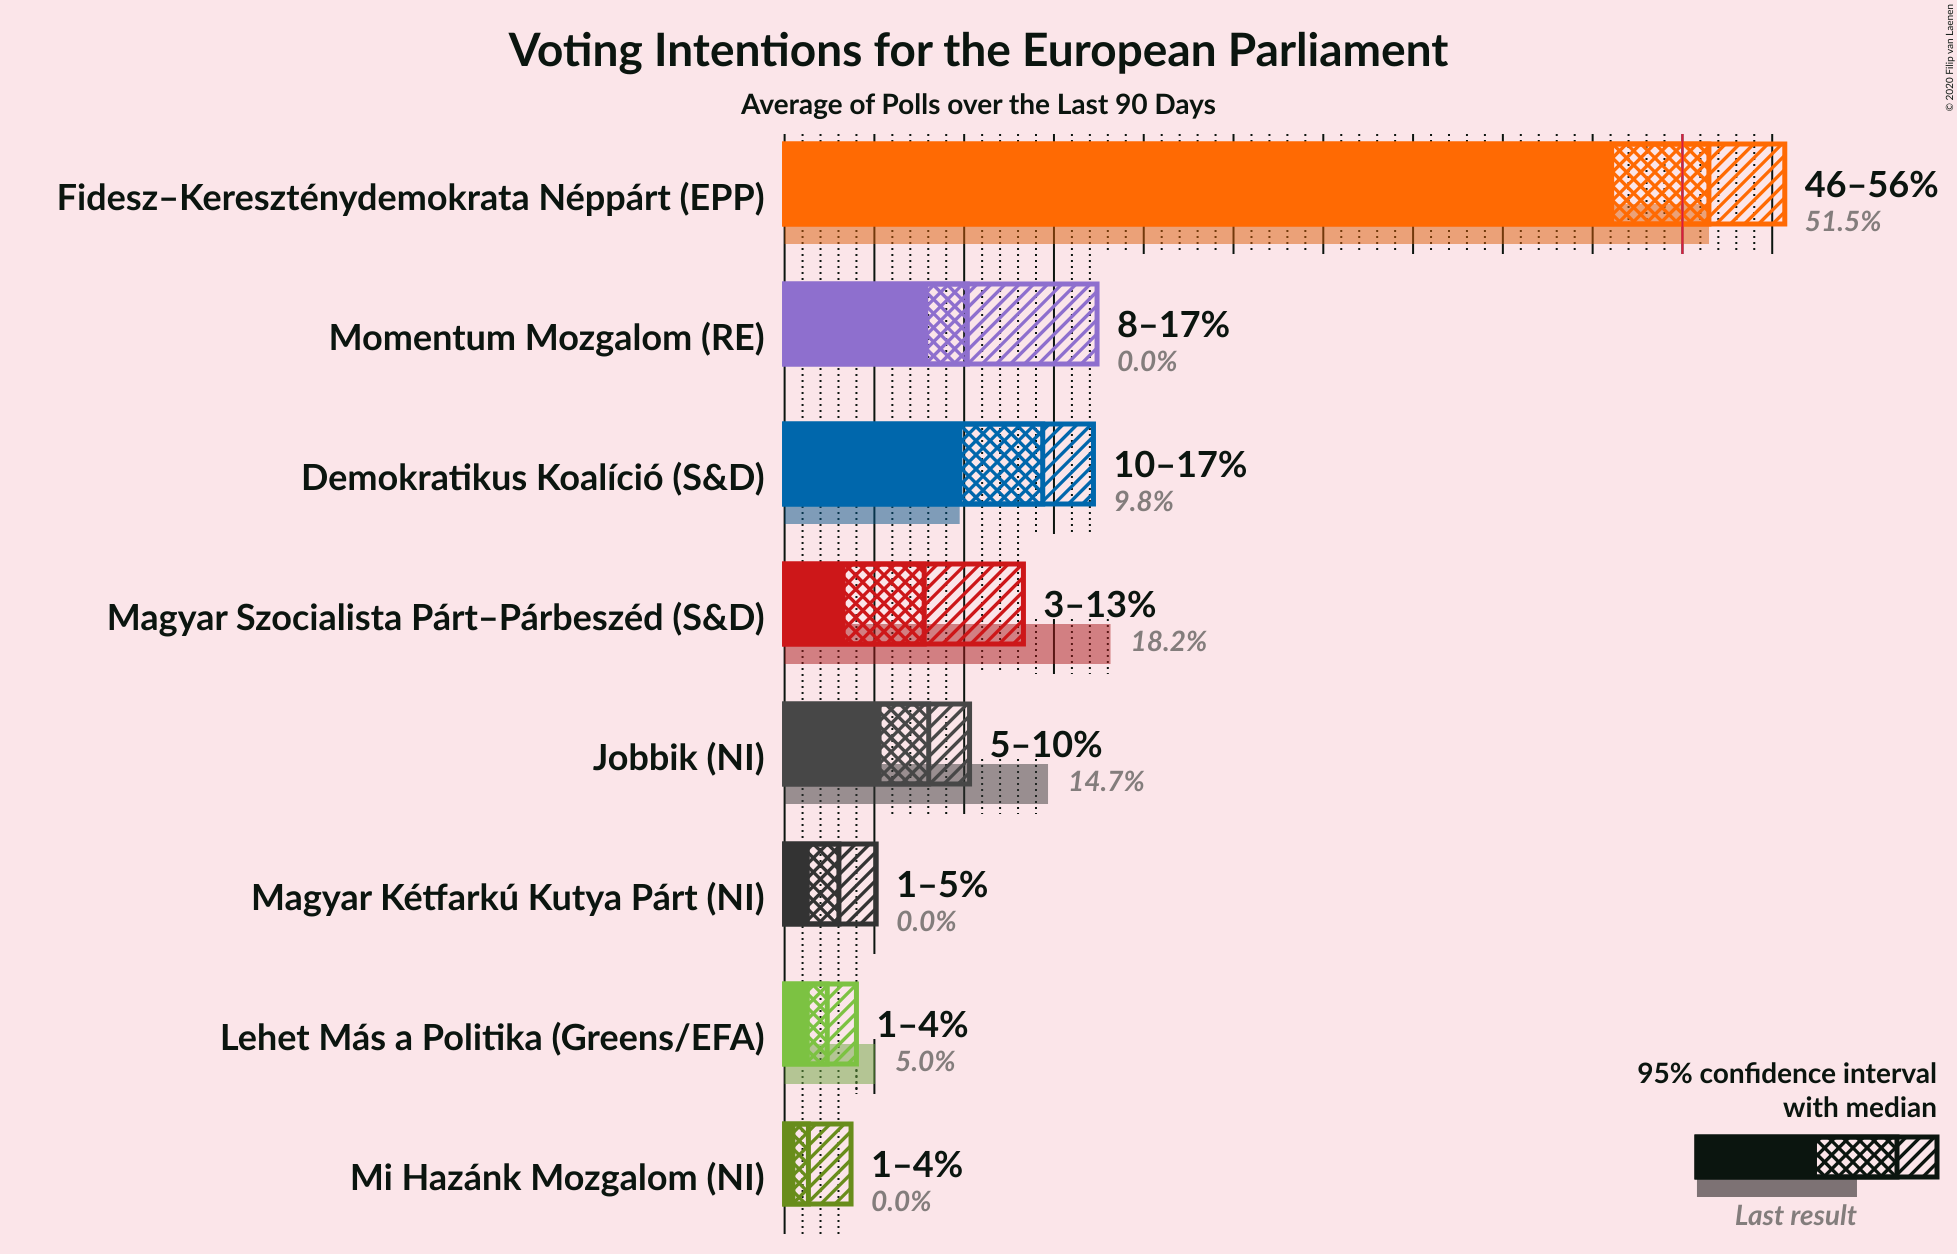 Voting Intentions for the European Parliament
Average of Polls over the Last 90 Days
© 2020 Filip van Laenen
Fidesz–Kereszténydemokrata Néppárt (EPP)
46–56%
51.5%
Momentum Mozgalom (RE)
8–17%
0.0%
Demokratikus Koalíció (S&D)
10–17%
9.8%
Magyar Szocialista Párt–Párbeszéd (S&D)
3–13%
18.2%
Jobbik (NI)
5–10%
14.7%
Magyar Kétfarkú Kutya Párt (NI)
1–5%
0.0%
Lehet Más a Politika (Greens/EFA)
1–4%
5.0%
Mi Hazánk Mozgalom (NI)
1–4%
0.0%
95% confidence interval
with median
Last result